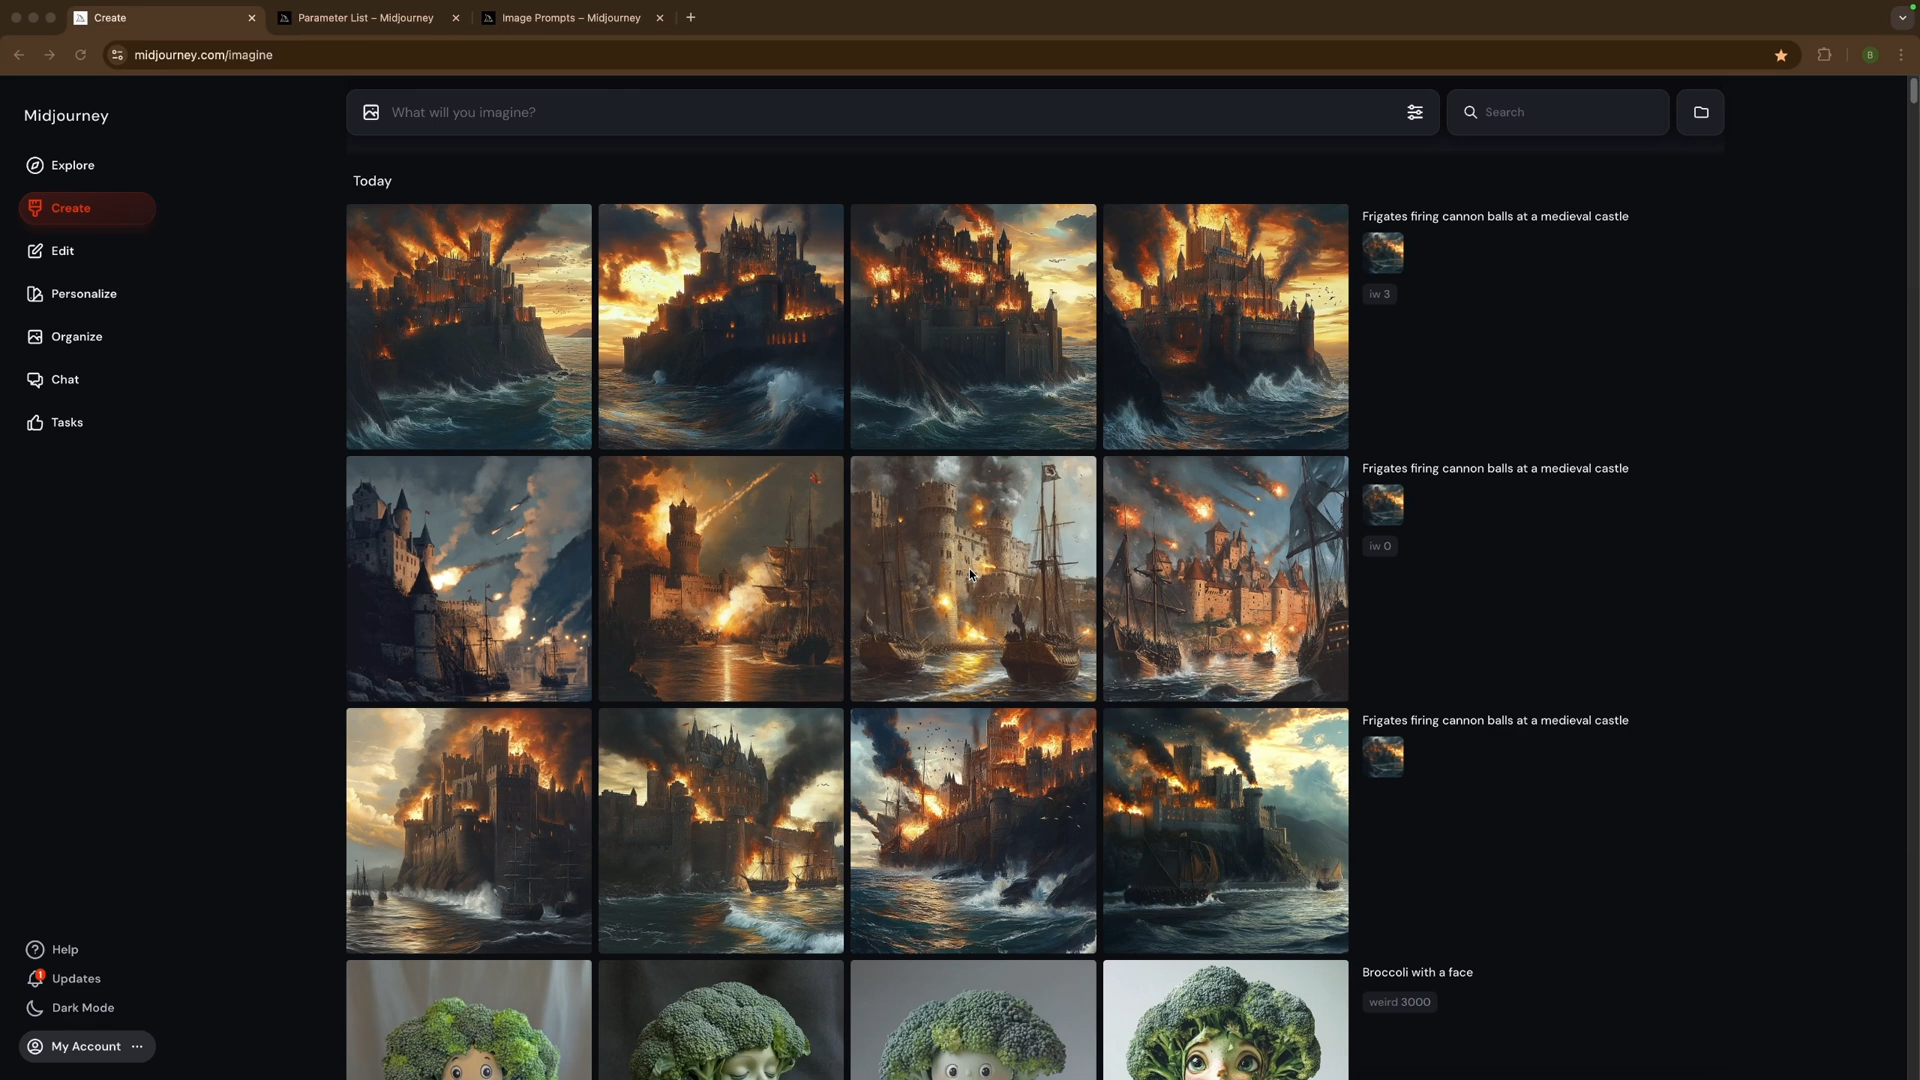 Create
Parameter List – Midjourney
Image Prompts – Midjourney
midjourney.com/imagine
B
Midjourney
What will you imagine?
Search
Explore
Create
Edit
Personalize
Organize
Chat
Tasks
Today
Frigates firing cannon balls at a medieval castle
iw 3
Frigates firing cannon balls at a medieval castle
iw 0
Frigates firing cannon balls at a medieval castle
Broccoli with a face
weird 3000
Help
1
Updates
Dark Mode
My Account